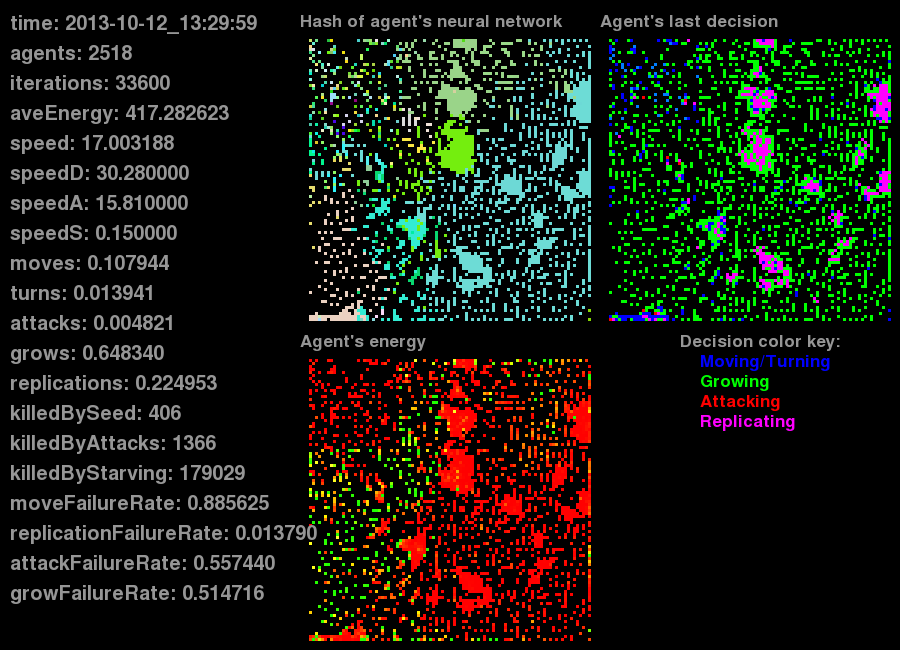 time: 2013-10-12_13:29:59
agents: 2518
iterations: 33600
aveEnergy: 417.282623
speed: 17.003188
speedD: 30.280000
speedA: 15.810000
speedS: 0.150000
moves: 0.107944
turns: 0.013941
attacks: 0.004821
grows: 0.648340
replications: 0.224953
killedBySeed: 406
killedByAttacks: 1366
killedByStarving: 179029
moveFailureRate: 0.885625
replicationFailureRate: 0.013790
attackFailureRate: 0.557440
growFailureRate: 0.514716
Hash of agent's neural network
Agent's last decision
Agent's energy
Decision color key:
Moving/Turning
Growing
Attacking
Replicating